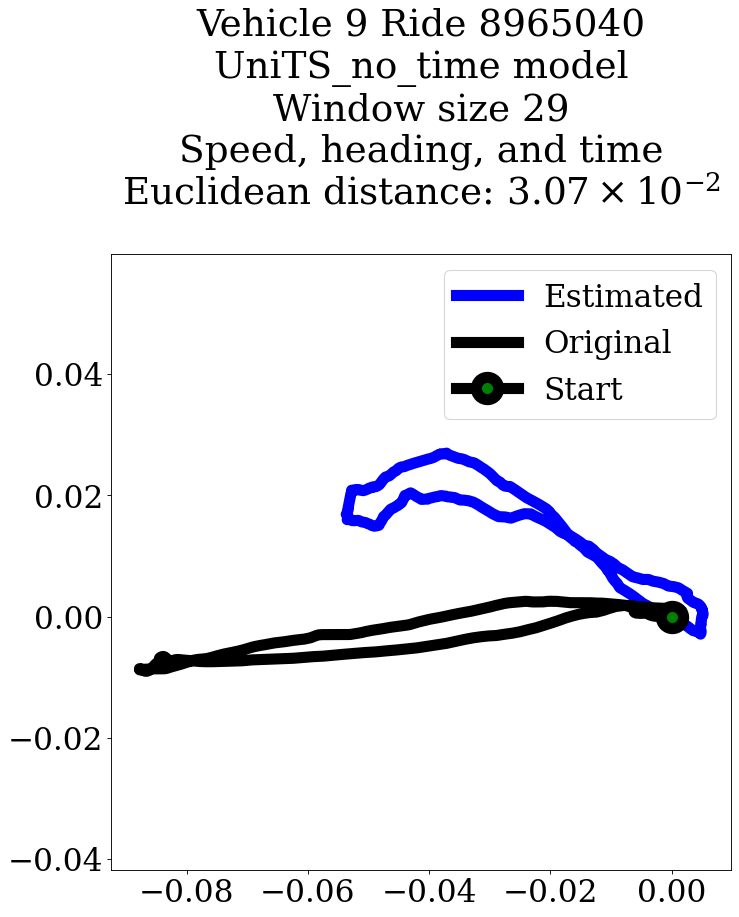 Vehicle 9 Ride 8965040
UniTS_no_time model
Window size 29
Speed, heading, and time
Euclidean distance: 3.07 × 10⁻²
Estimated
Original
Start
0.04
0.02
0.00
−0.02
−0.04
−0.08 −0.06 −0.04 −0.02 0.00